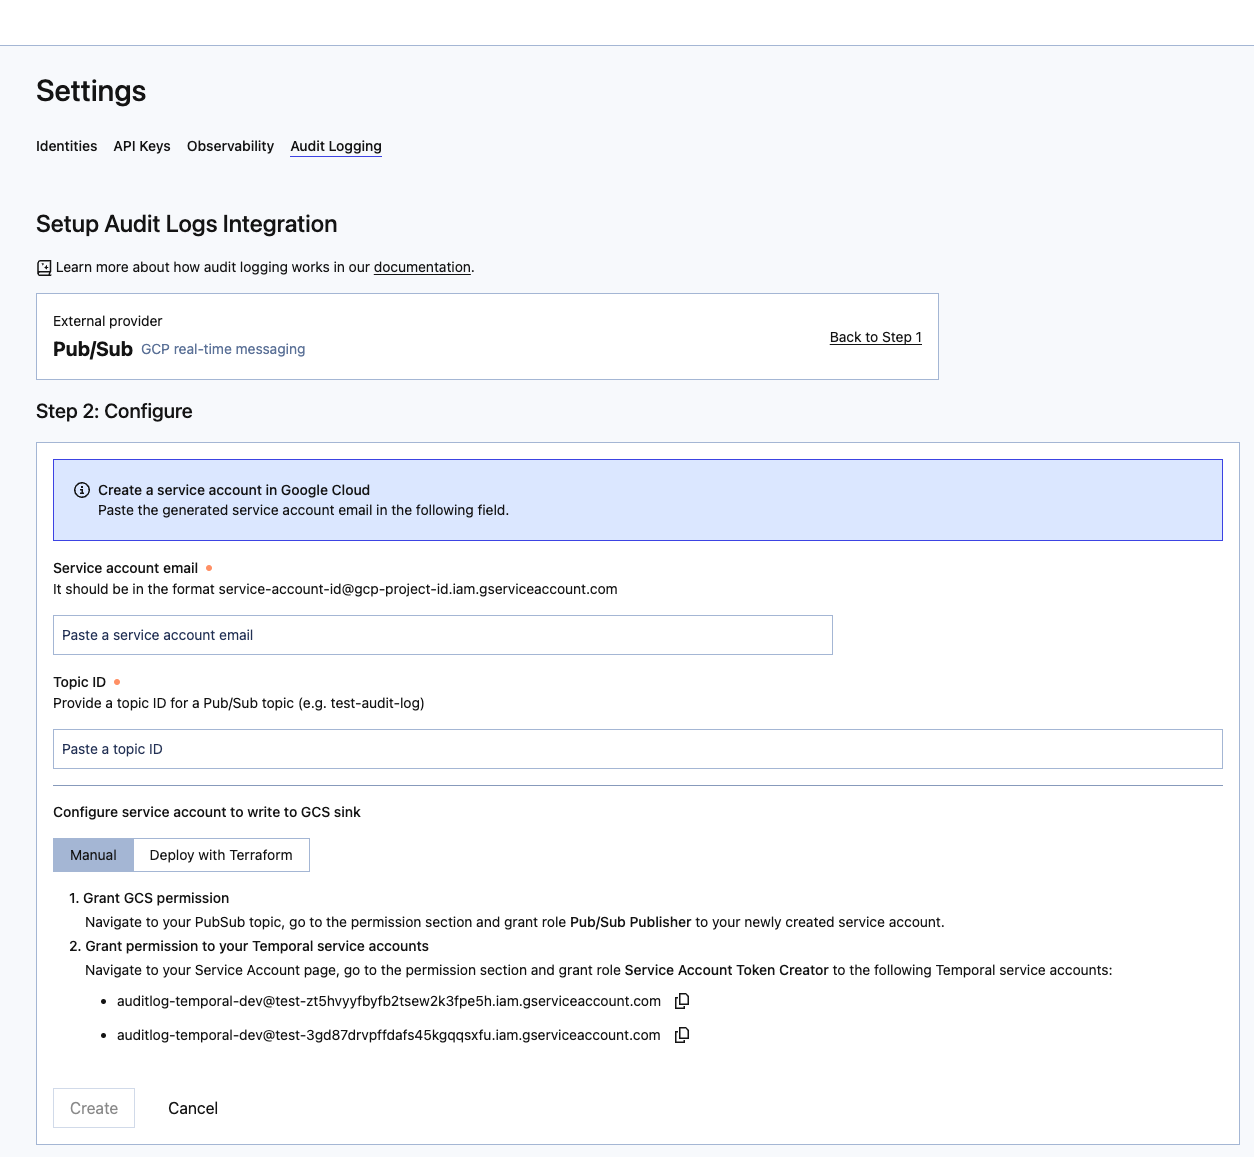 Settings
Identities API Keys Observability Audit Logging
Setup Audit Logs Integration
Learn more about how audit logging works in our documentation.
External provider
Pub/Sub GCP real-time messaging
Back to Step 1
Step 2: Configure
Create a service account in Google Cloud
Paste the generated service account email in the following field.
Service account email
It should be in the format service-account-id@gcp-project-id.iam.gserviceaccount.com
Paste a service account email
Topic ID
Provide a topic ID for a Pub/Sub topic (e.g. test-audit-log)
Paste a topic ID
Configure service account to write to GCS sink
Manual Deploy with Terraform
1. Grant GCS permission
Navigate to your PubSub topic, go to the permission section and grant role Pub/Sub Publisher to your newly created service account.
2. Grant permission to your Temporal service accounts
Navigate to your Service Account page, go to the permission section and grant role Service Account Token Creator to the following Temporal service accounts:
• auditlog-temporal-dev@test-zt5hvyyfbyfb2tsew2k3fpe5h.iam.gserviceaccount.com
• auditlog-temporal-dev@test-3gd87drvpffdafs45kgqqsxfu.iam.gserviceaccount.com
Create Cancel